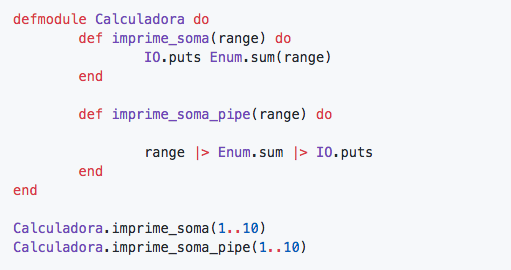 defmodule Calculadora do
def imprime_soma(range) do
IO.puts Enum.sum(range)
end
def imprime_soma_pipe(range) do
range |> Enum.sum |> IO.puts
end
end
Calculadora.imprime_soma(1..10)
Calculadora.imprime_soma_pipe(1..10)